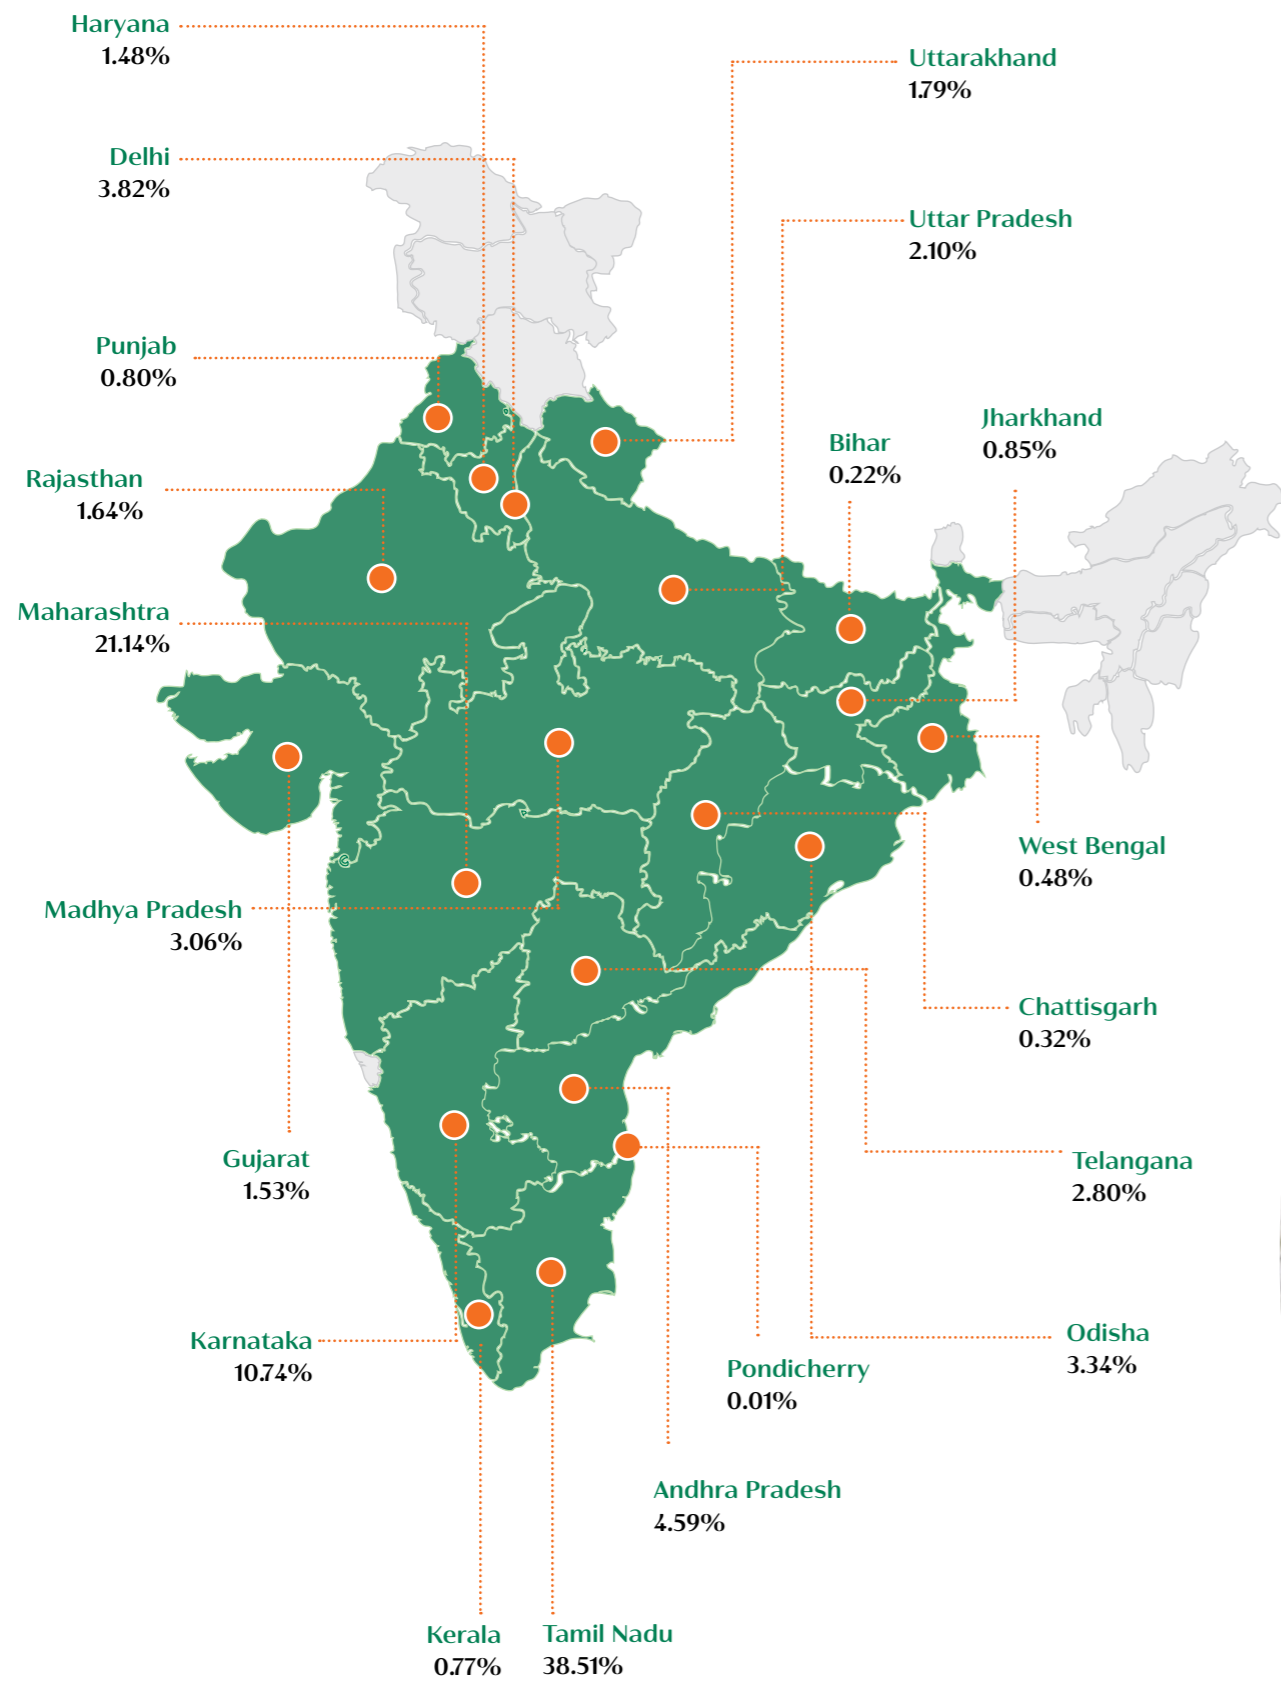 Haryana
1.48%
Uttarakhand
1.79%
Delhi
3.82%
Uttar Pradesh
2.10%
Punjab
0.80%
Jharkhand
0.85%
Bihar
0.22%
Rajasthan
1.64%
Maharashtra
21.14%
West Bengal
0.48%
Madhya Pradesh
3.06%
Chattisgarh
0.32%
Gujarat
1.53%
Telangana
2.80%
Karnataka
10.74%
Odisha
3.34%
Pondicherry
0.01%
Andhra Pradesh
4.59%
Kerala
0.77%
Tamil Nadu
38.51%